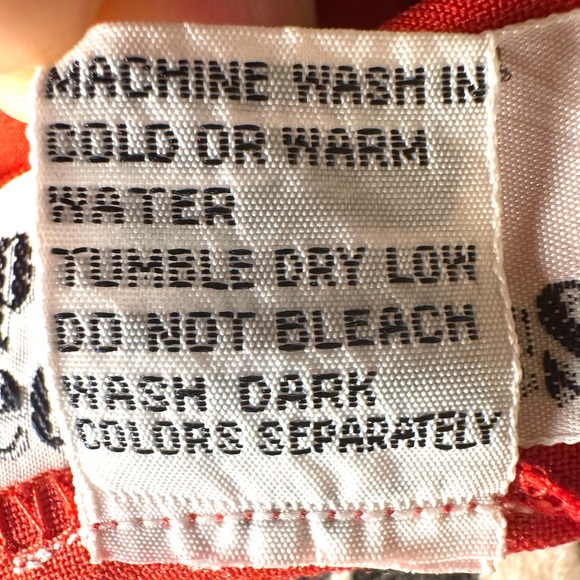 MACHINE WASH IN
COLD OR WARM
WATER
TUMBLE DRY LOW
DO NOT BLEACH
WASH DARK
COLORS SEPARATELY